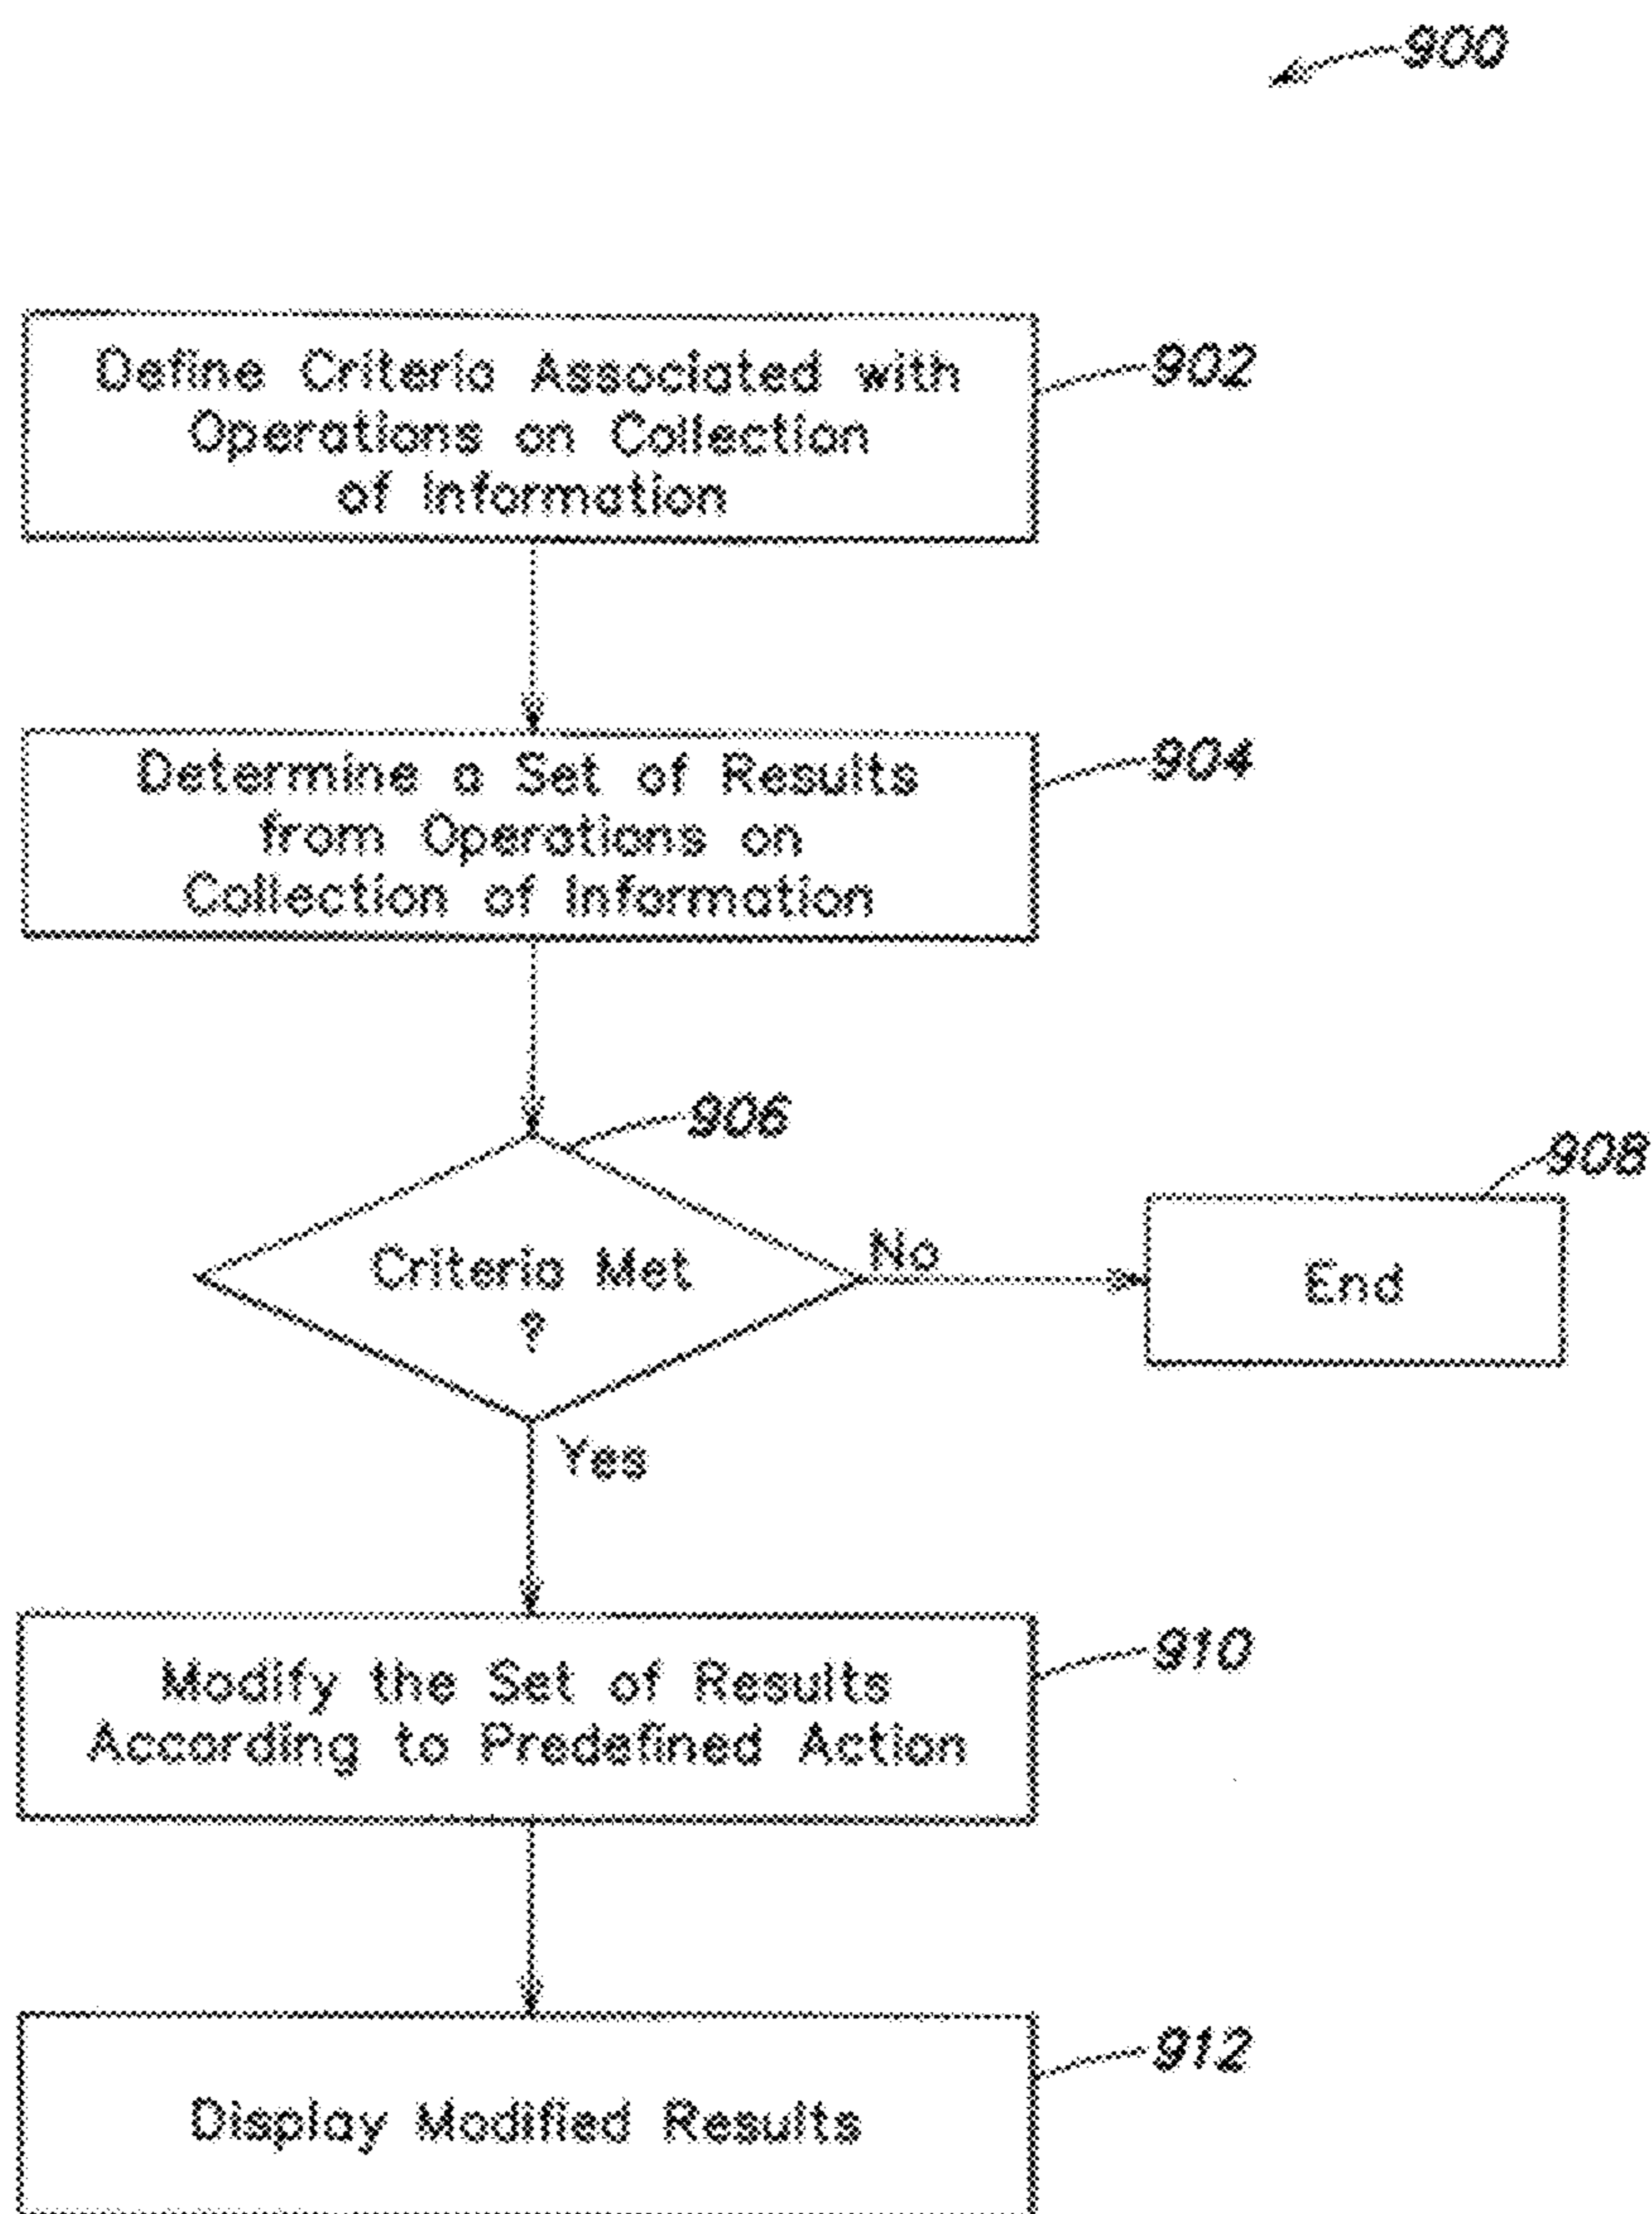 900
Define Criteria Associated with
Operations on Collection
of Information
902
Determine a Set of Results
from Operations on
Collection of Information
904
906
Criteria Met
?
No
908
End
Yes
Modify the Set of Results
According to Predefined Action
910
Display Modified Results
912